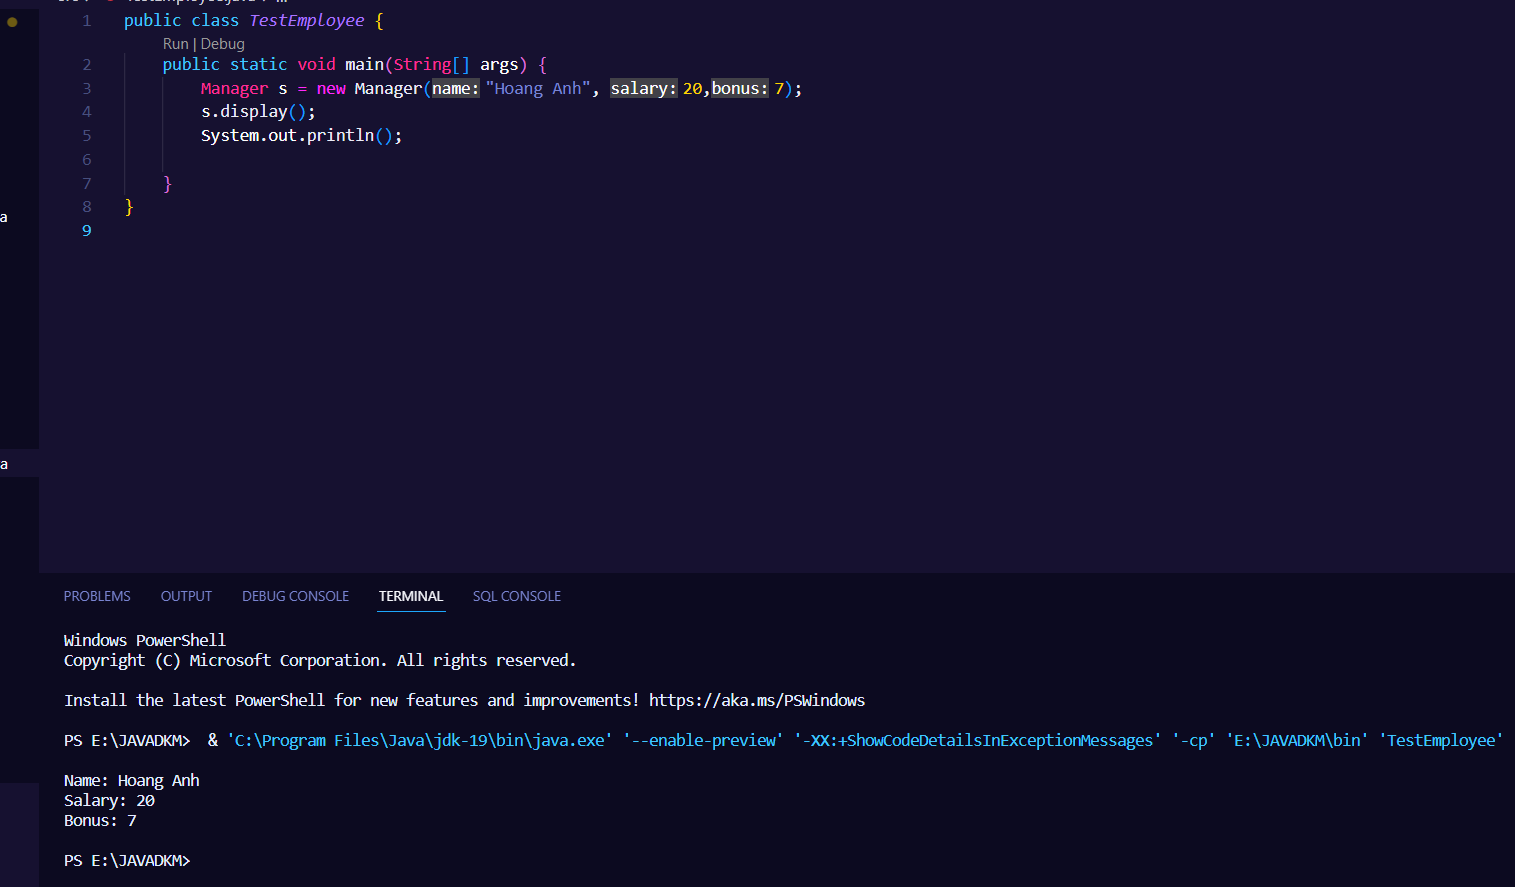 1 public class TestEmployee {
Run | Debug
2 public static void main(String[] args) {
3 Manager s = new Manager(name: "Hoang Anh", salary: 20,bonus: 7);
4 s.display();
5 System.out.println();
6
7 }
8 }
9
a
a
PROBLEMS OUTPUT DEBUG CONSOLE TERMINAL SQL CONSOLE
Windows PowerShell
Copyright (C) Microsoft Corporation. All rights reserved.
Install the latest PowerShell for new features and improvements! https://aka.ms/PSWindows
PS E:\JAVADKM>  & 'C:\Program Files\Java\jdk-19\bin\java.exe' '--enable-preview' '-XX:+ShowCodeDetailsInExceptionMessages' '-cp' 'E:\JAVADKM\bin' 'TestEmployee'
Name: Hoang Anh
Salary: 20
Bonus: 7
PS E:\JAVADKM>